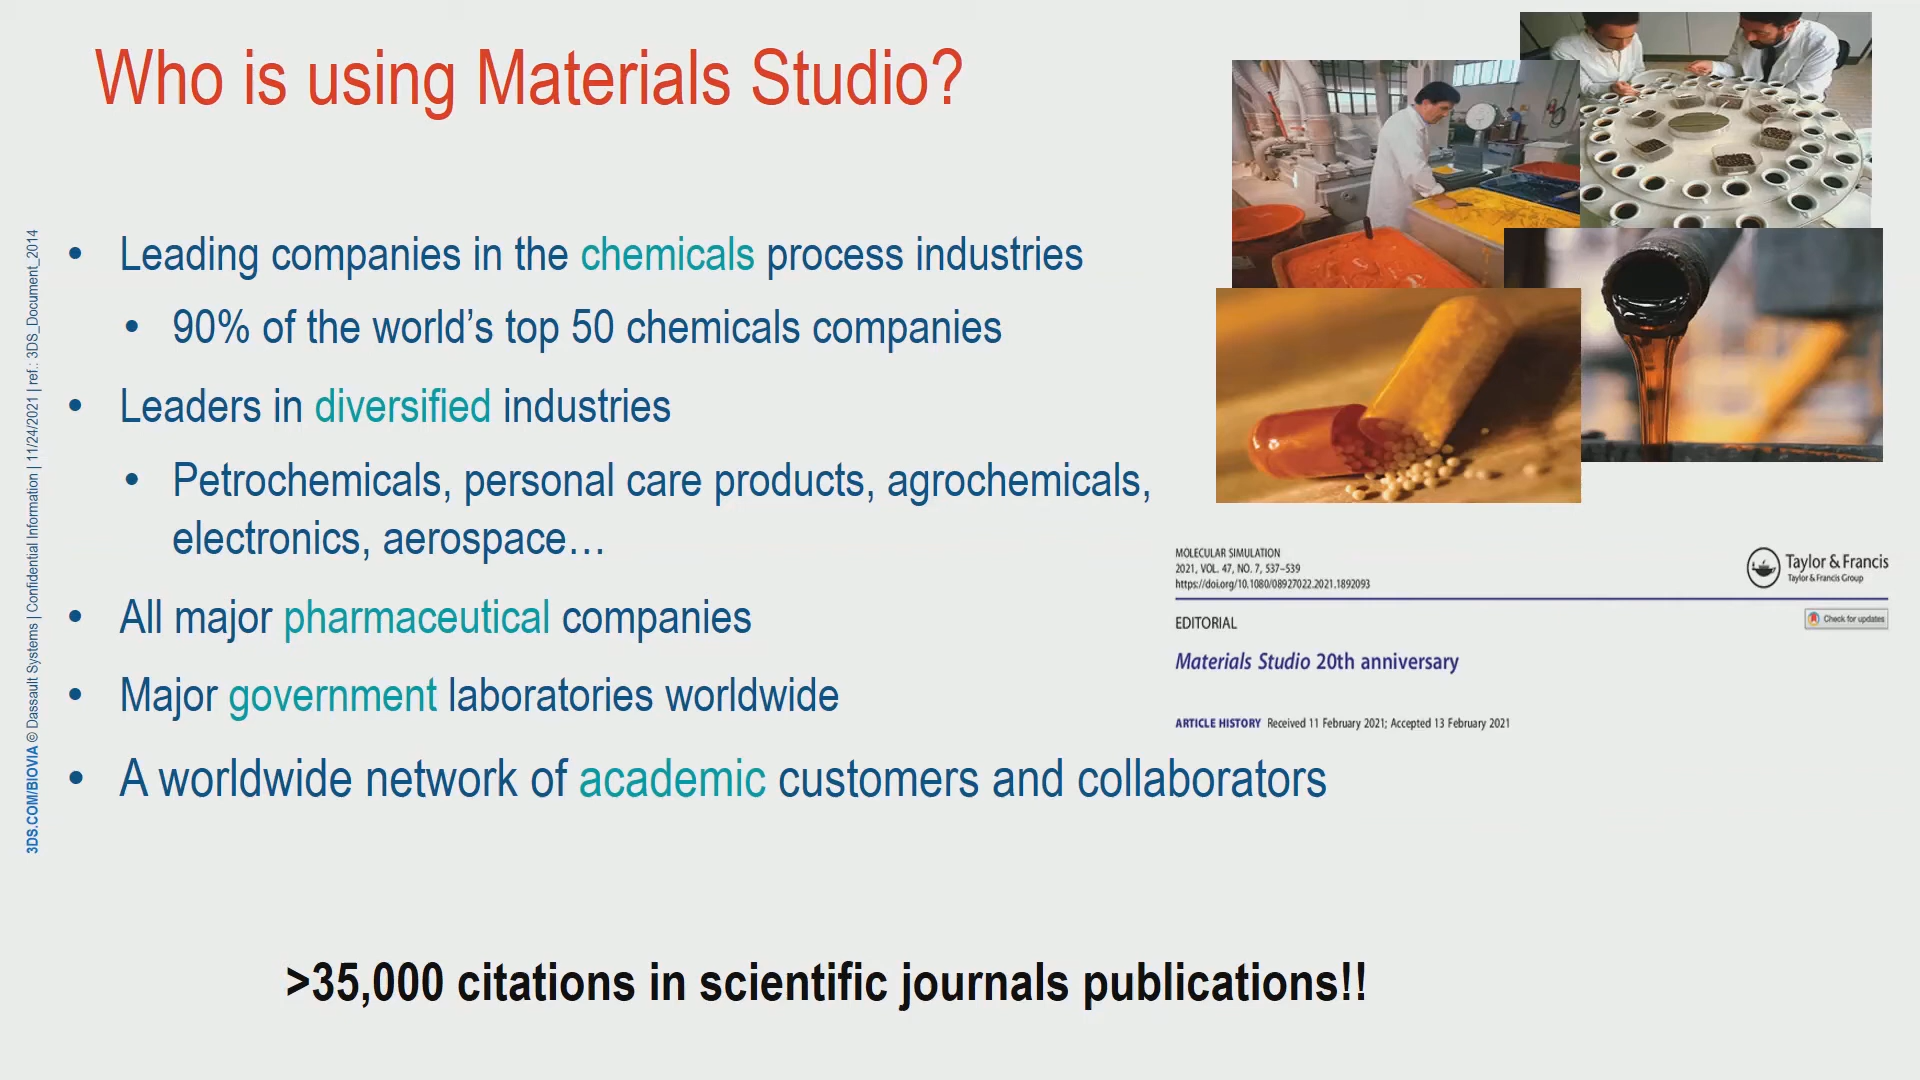 Who is using Materials Studio?
• Leading companies in the chemicals process industries
• 90% of the world’s top 50 chemicals companies
• Leaders in diversified industries
• Petrochemicals, personal care products, agrochemicals,
electronics, aerospace…
• All major pharmaceutical companies
• Major government laboratories worldwide
• A worldwide network of academic customers and collaborators
>35,000 citations in scientific journals publications!!
MOLECULAR SIMULATION
2021, VOL. 47, NO. 7, 537–539
https://doi.org/10.1080/08927022.2021.1892093
Taylor & Francis
Taylor & Francis Group
EDITORIAL
Check for updates
Materials Studio 20th anniversary
ARTICLE HISTORY Received 11 February 2021; Accepted 13 February 2021
3DS.COM/BIOVIA © Dassault Systems | Confidential Information | 11/24/2021 | ref.: 3DS_Document_2014